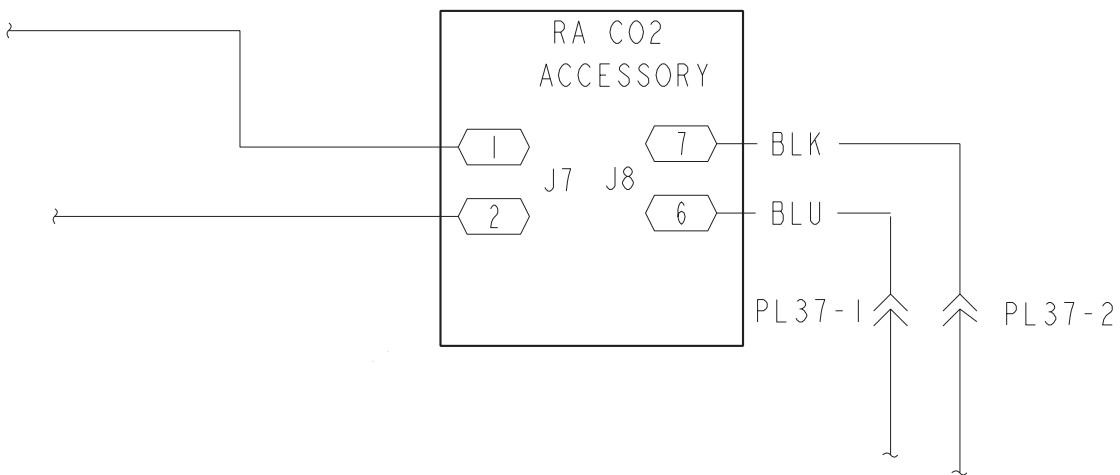 RA CO2
ACCESSORY
1
7
BLK
J7
J8
2
6
BLU
PL37-1
PL37-2